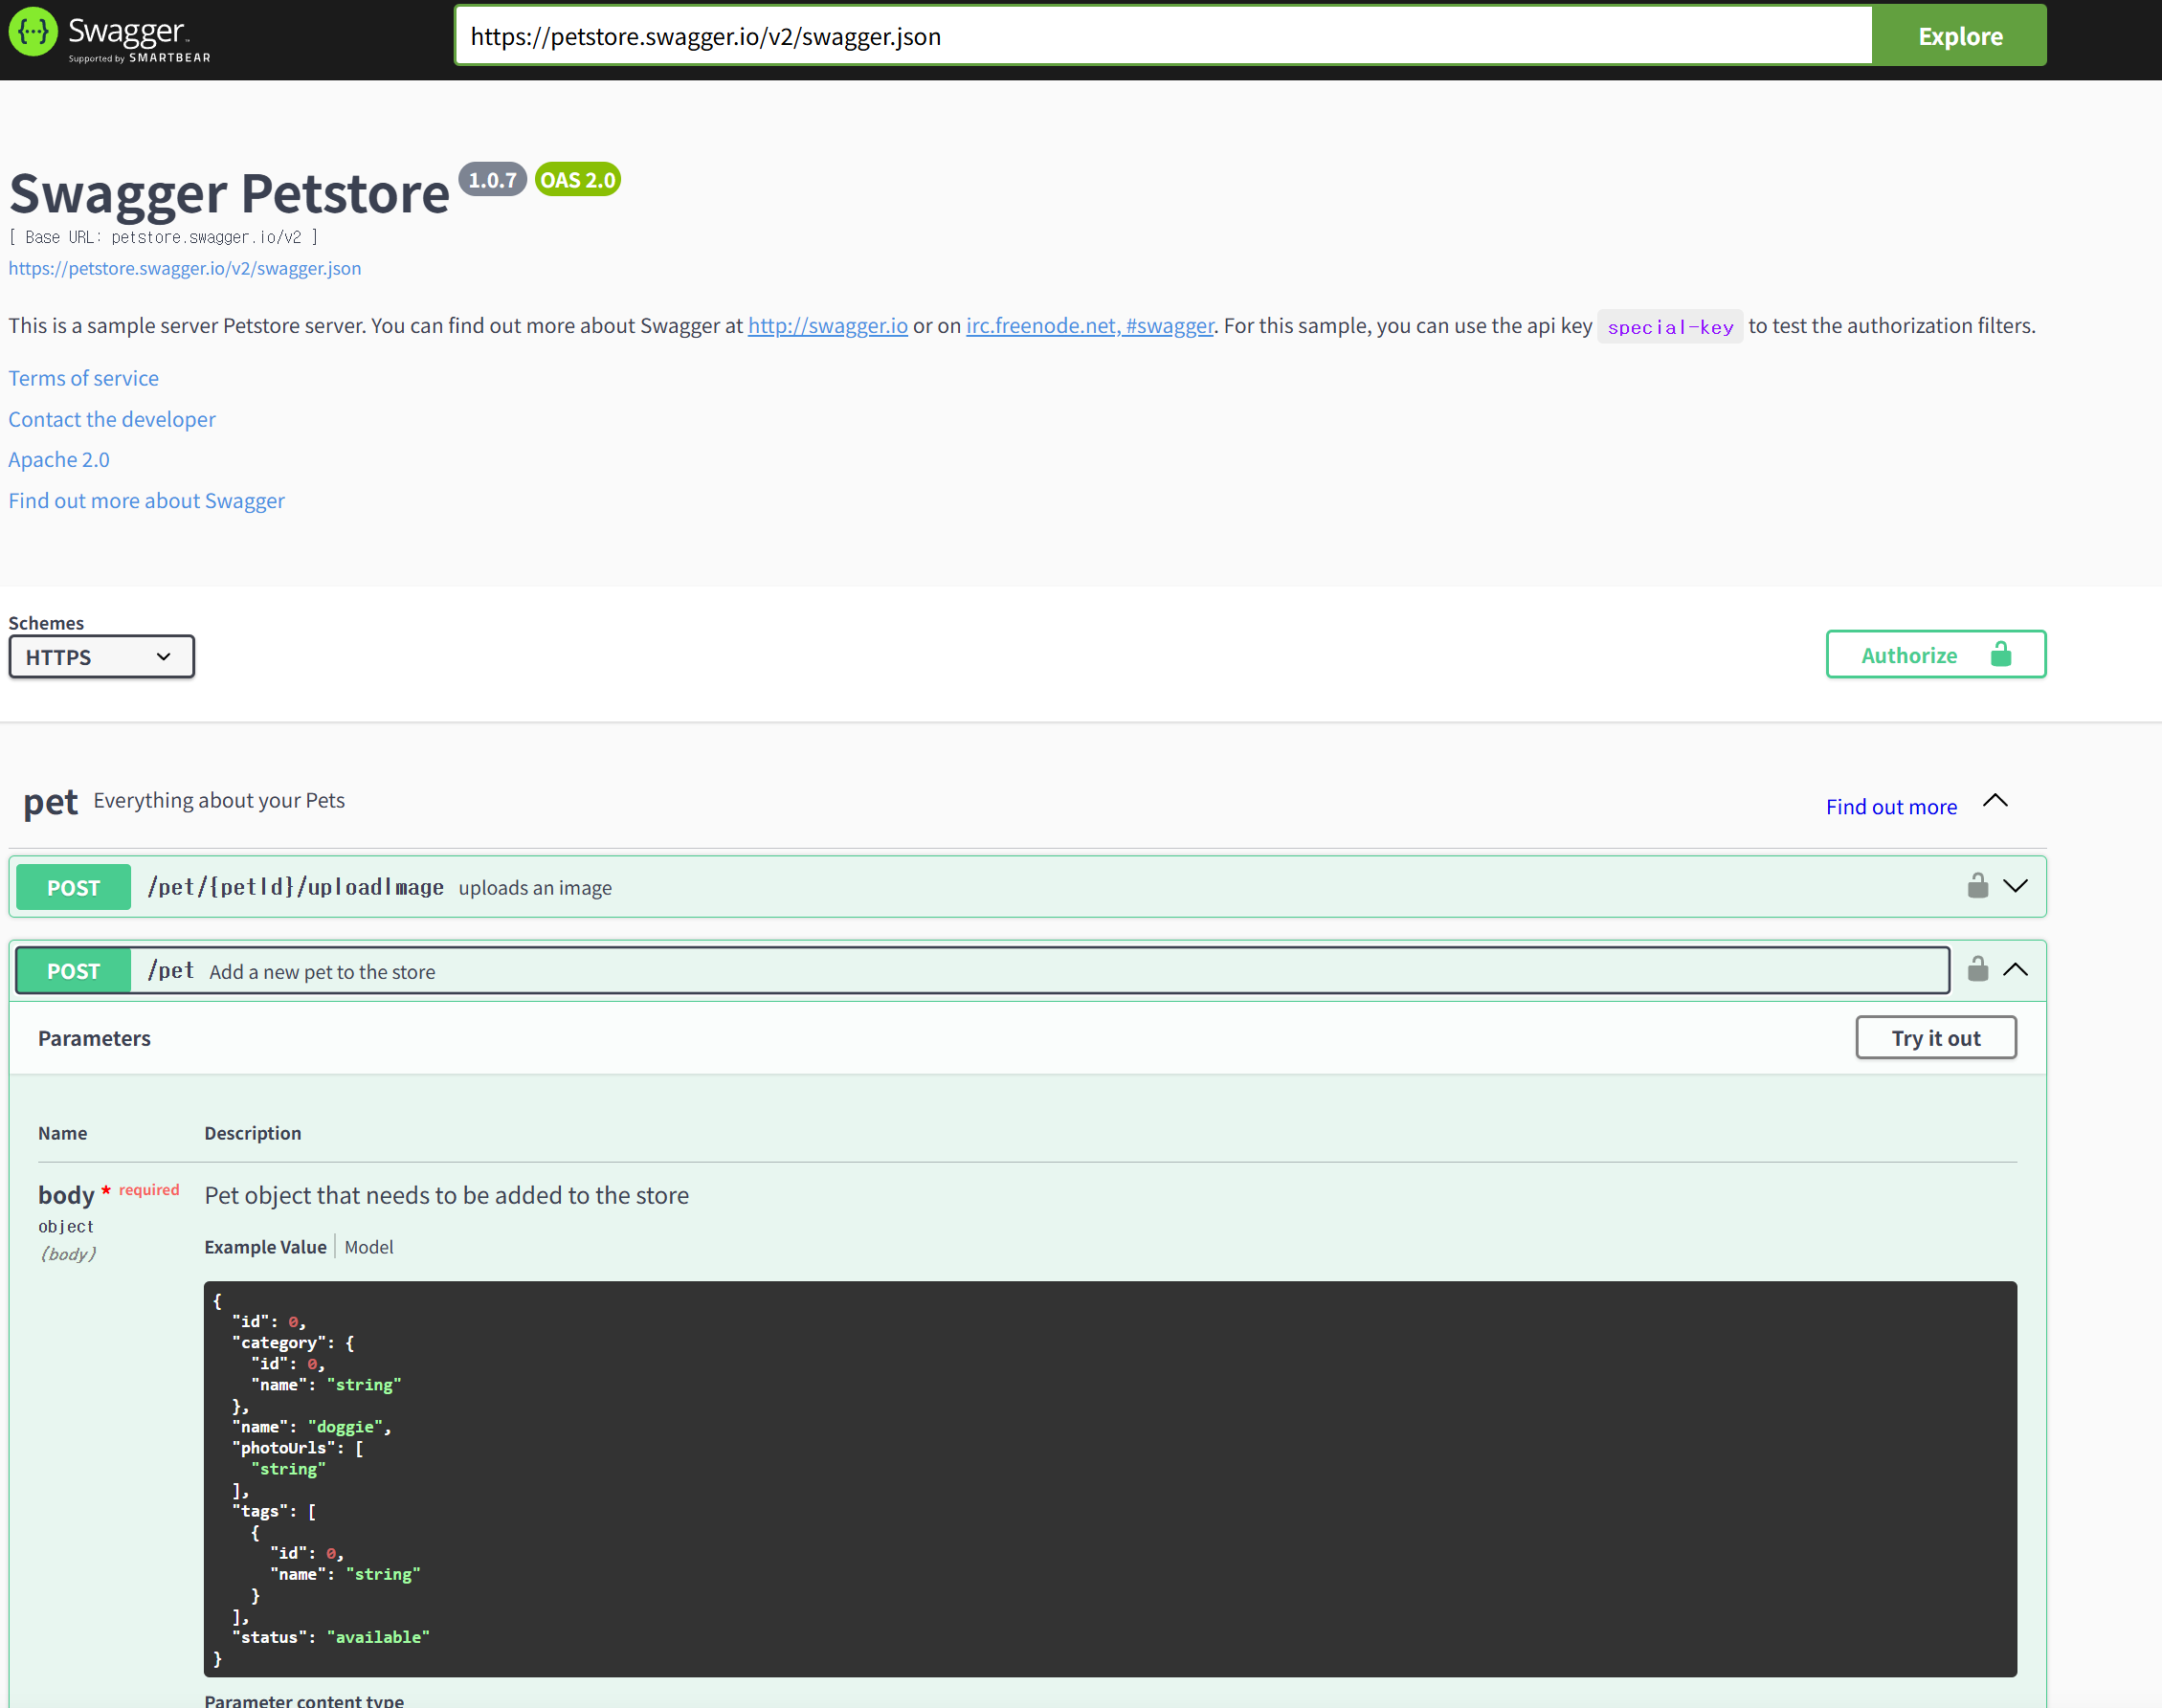 Swagger™
Supported by SMARTBEAR
https://petstore.swagger.io/v2/swagger.json
Explore
Swagger Petstore 1.0.7 OAS 2.0
[ Base URL: petstore.swagger.io/v2 ]
https://petstore.swagger.io/v2/swagger.json
This is a sample server Petstore server. You can find out more about Swagger at http://swagger.io or on irc.freenode.net, #swagger. For this sample, you can use the api key special-key to test the authorization filters.
Terms of service
Contact the developer
Apache 2.0
Find out more about Swagger
Schemes
HTTPS
Authorize
pet Everything about your Pets
Find out more
POST /pet/{petId}/uploadImage uploads an image
POST /pet Add a new pet to the store
Parameters
Try it out
Name Description
body * required
object
(body)
Pet object that needs to be added to the store
Example Value | Model
{
  "id": 0,
  "category": {
    "id": 0,
    "name": "string"
  },
  "name": "doggie",
  "photoUrls": [
    "string"
  ],
  "tags": [
    {
      "id": 0,
      "name": "string"
    }
  ],
  "status": "available"
}
Parameter content type